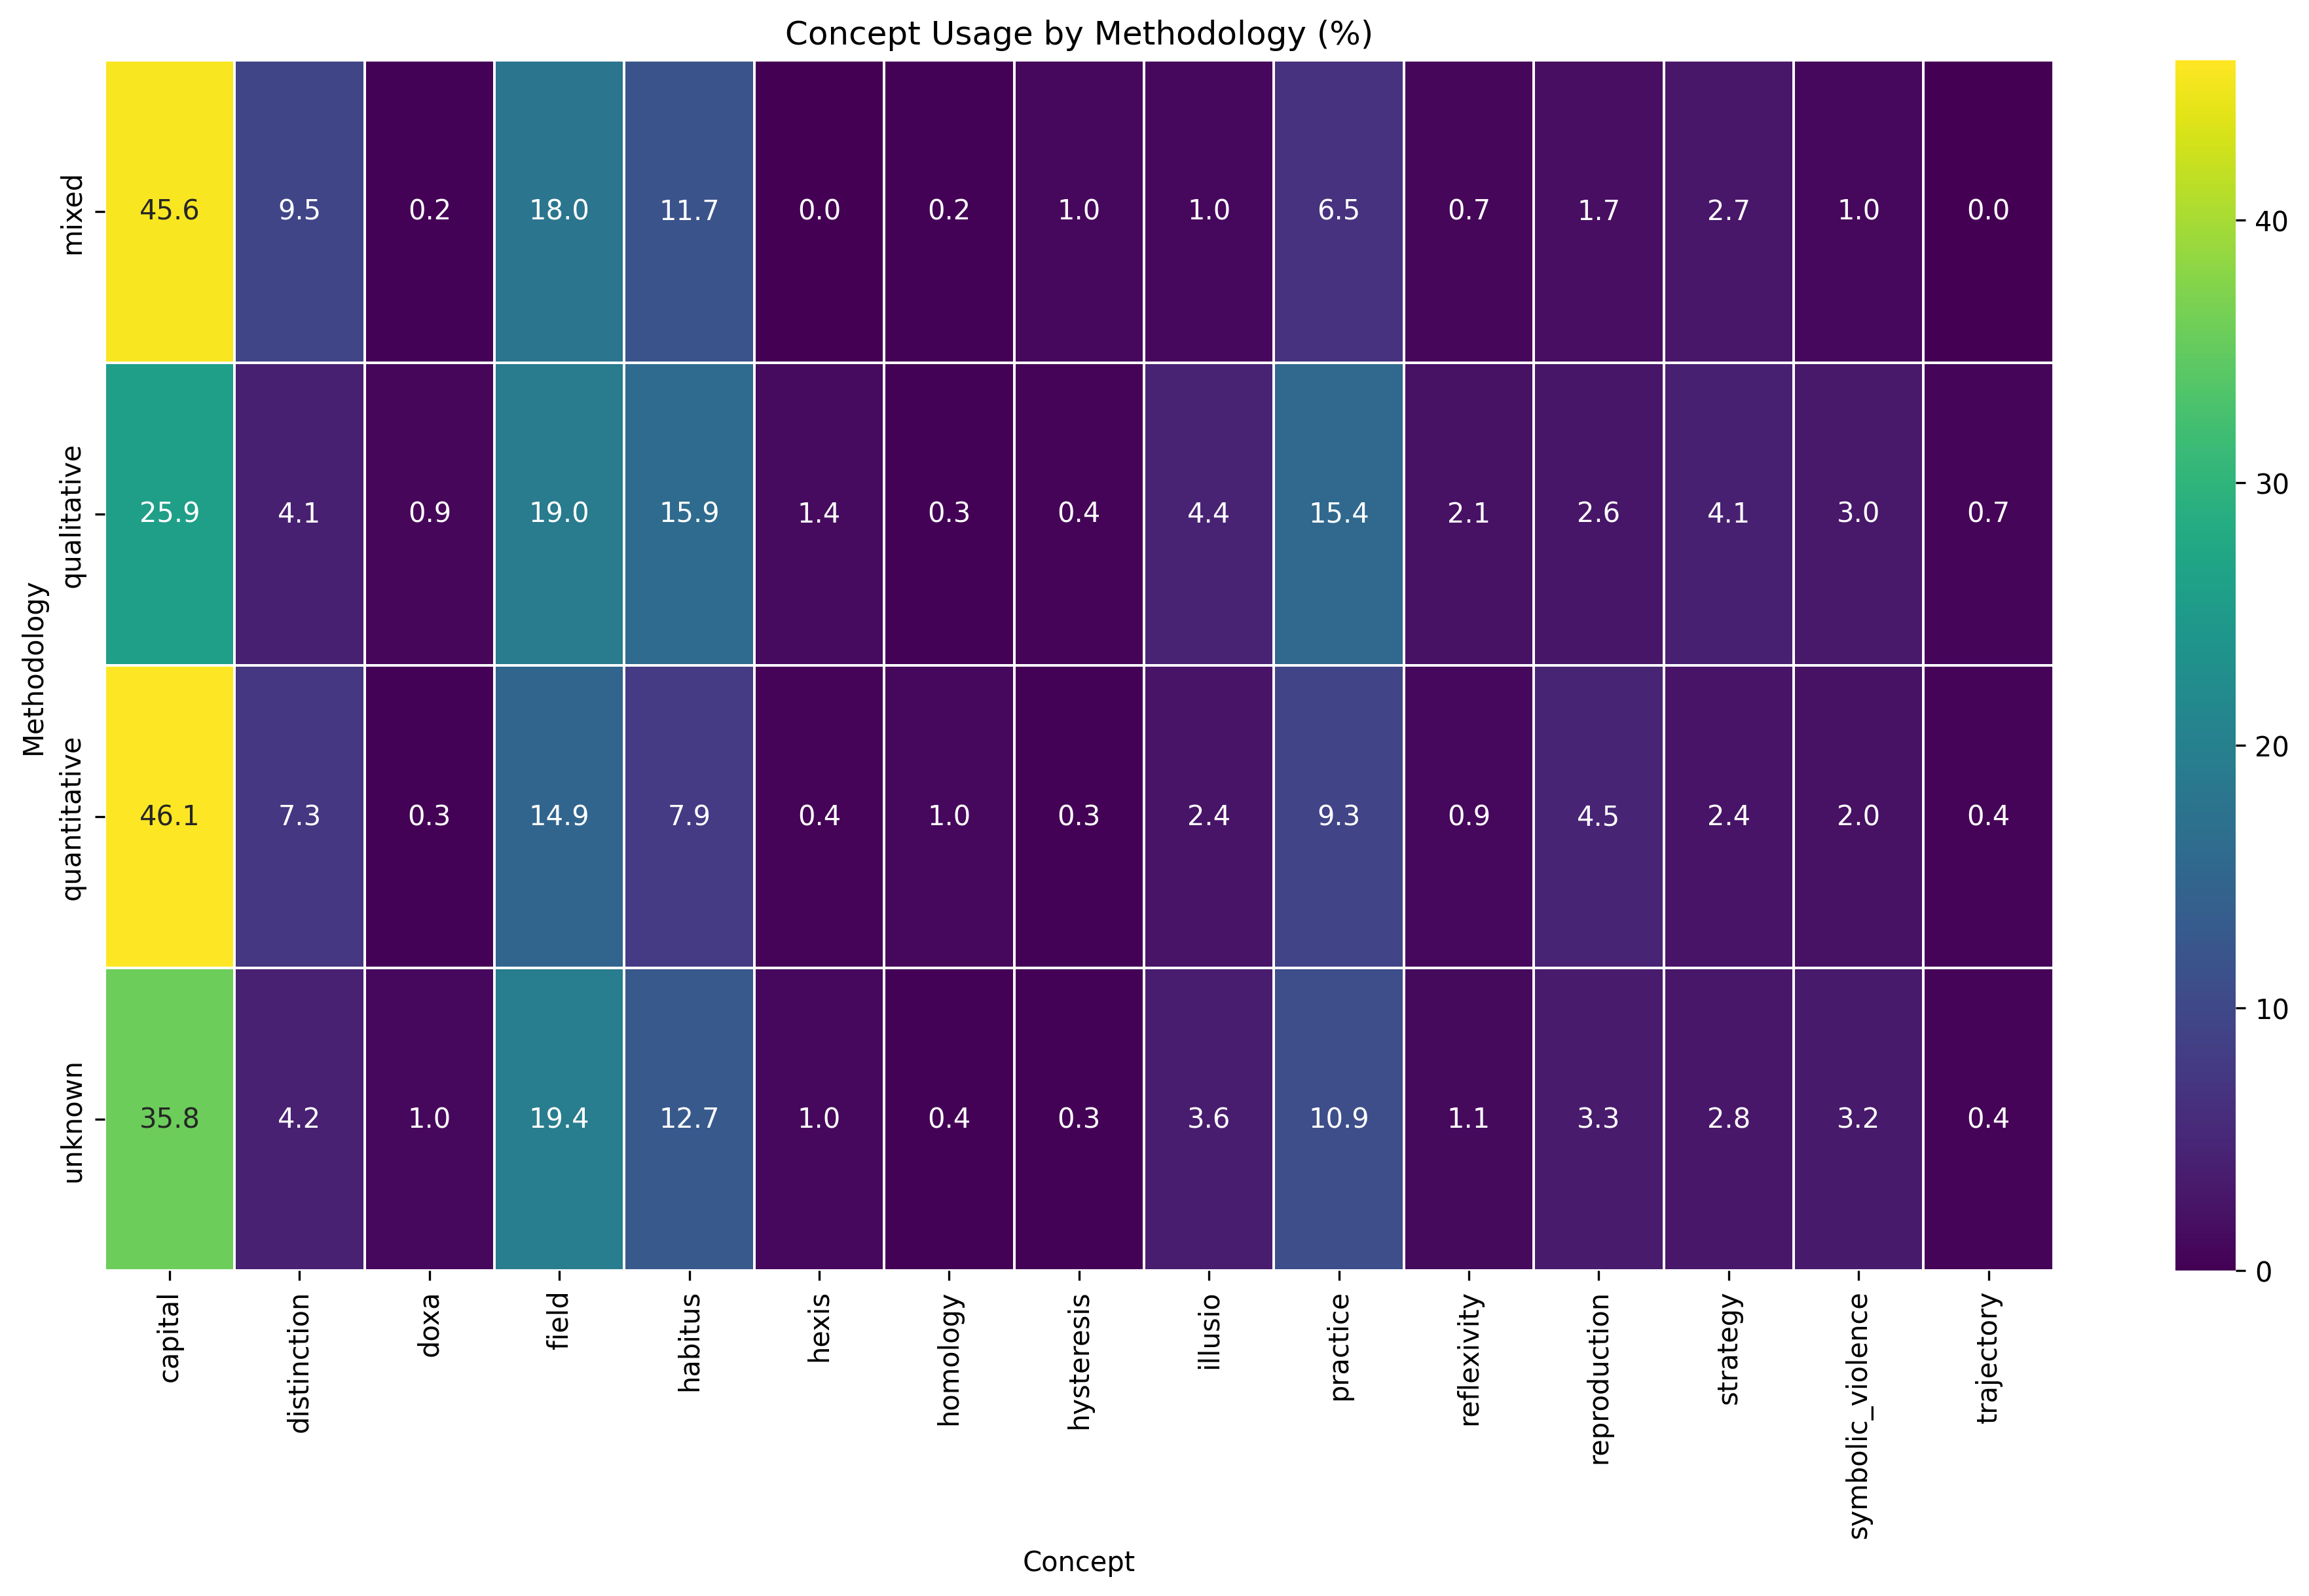 Concept Usage by Methodology (%)
Methodology
mixed
45.6 9.5 0.2 18.0 11.7 0.0 0.2 1.0 1.0 6.5 0.7 1.7 2.7 1.0 0.0
qualitative
25.9 4.1 0.9 19.0 15.9 1.4 0.3 0.4 4.4 15.4 2.1 2.6 4.1 3.0 0.7
quantitative
46.1 7.3 0.3 14.9 7.9 0.4 1.0 0.3 2.4 9.3 0.9 4.5 2.4 2.0 0.4
unknown
35.8 4.2 1.0 19.4 12.7 1.0 0.4 0.3 3.6 10.9 1.1 3.3 2.8 3.2 0.4
capital
distinction
doxa
field
habitus
hexis
homology
hysteresis
illusio
practice
reflexivity
reproduction
strategy
symbolic_violence
trajectory
Concept
40
30
20
10
0